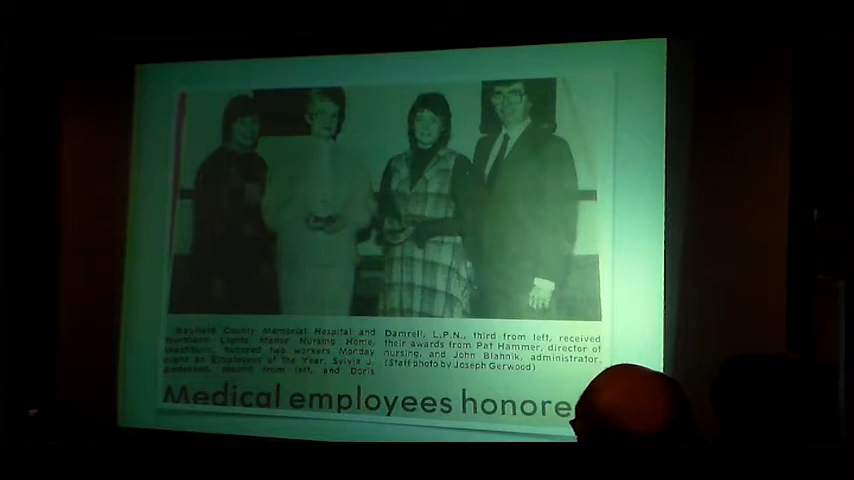 Bayfield County Memorial Hospital and
Northern Lights Manor Nursing Home,
Washburn, honored two workers Monday
night as Employees of the Year. Sylvia J.
second from left, and Doris
Damrell, L.P.N., third from left, received
their awards from Pat Hammer, director of
nursing, and John Blahnik, administrator.
(Staff photo by Joseph Gerwood)
Medical employees honore